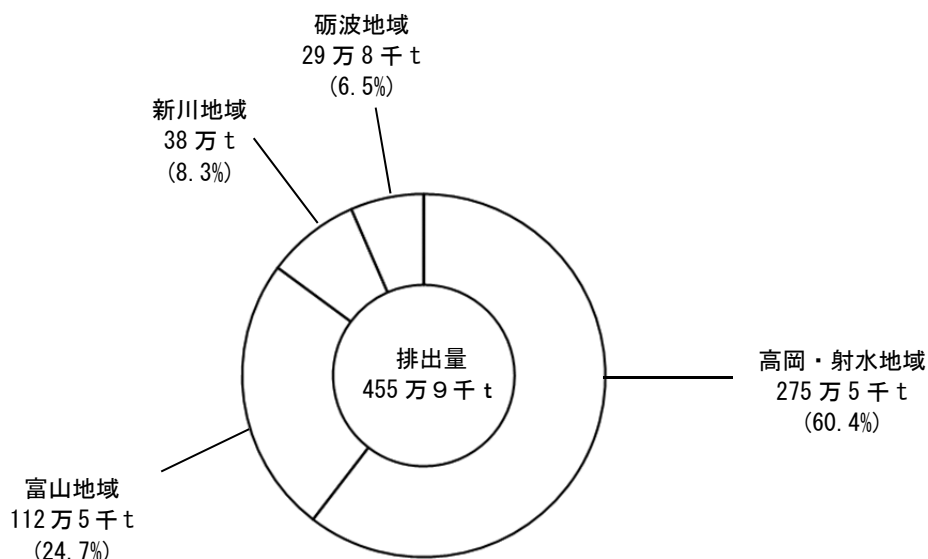 砺波地域
29万8千t
(6.5%)
新川地域
38万t
(8.3%)
排出量
455万９千t
高岡・射水地域
275万5千t
(60.4%)
富山地域
112万5千t
(24.7%)